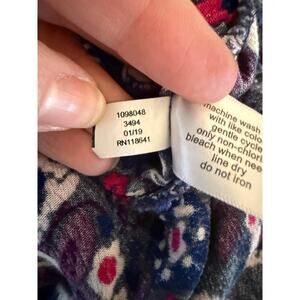 1098048
3494
01/19
RN118641
machine wash
with like colo
gentle cycle
only non-chlori
bleach when nee
line dry
do not iron